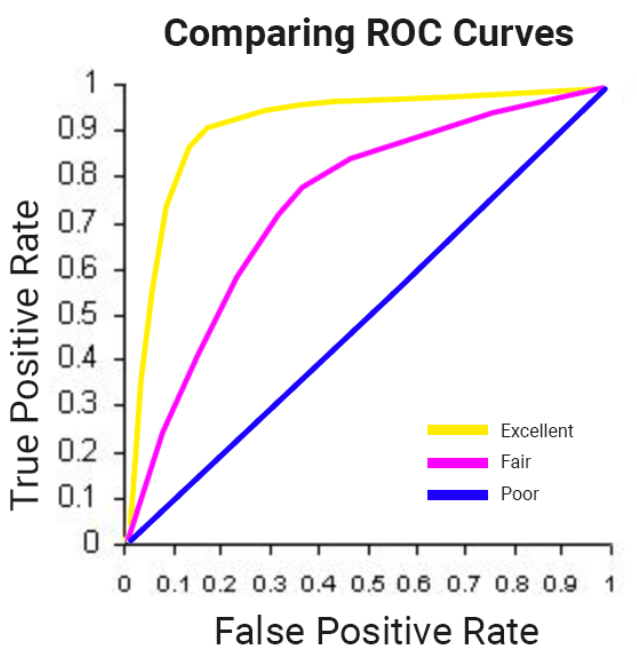 Comparing ROC Curves
1
0.9
0.8
0.7
0.6
0.5
0.4
0.3
0.2
0.1
0
True Positive Rate
Excellent
Fair
Poor
0 0.1 0.2 0.3 0.4 0.5 0.6 0.7 0.8 0.9 1
False Positive Rate